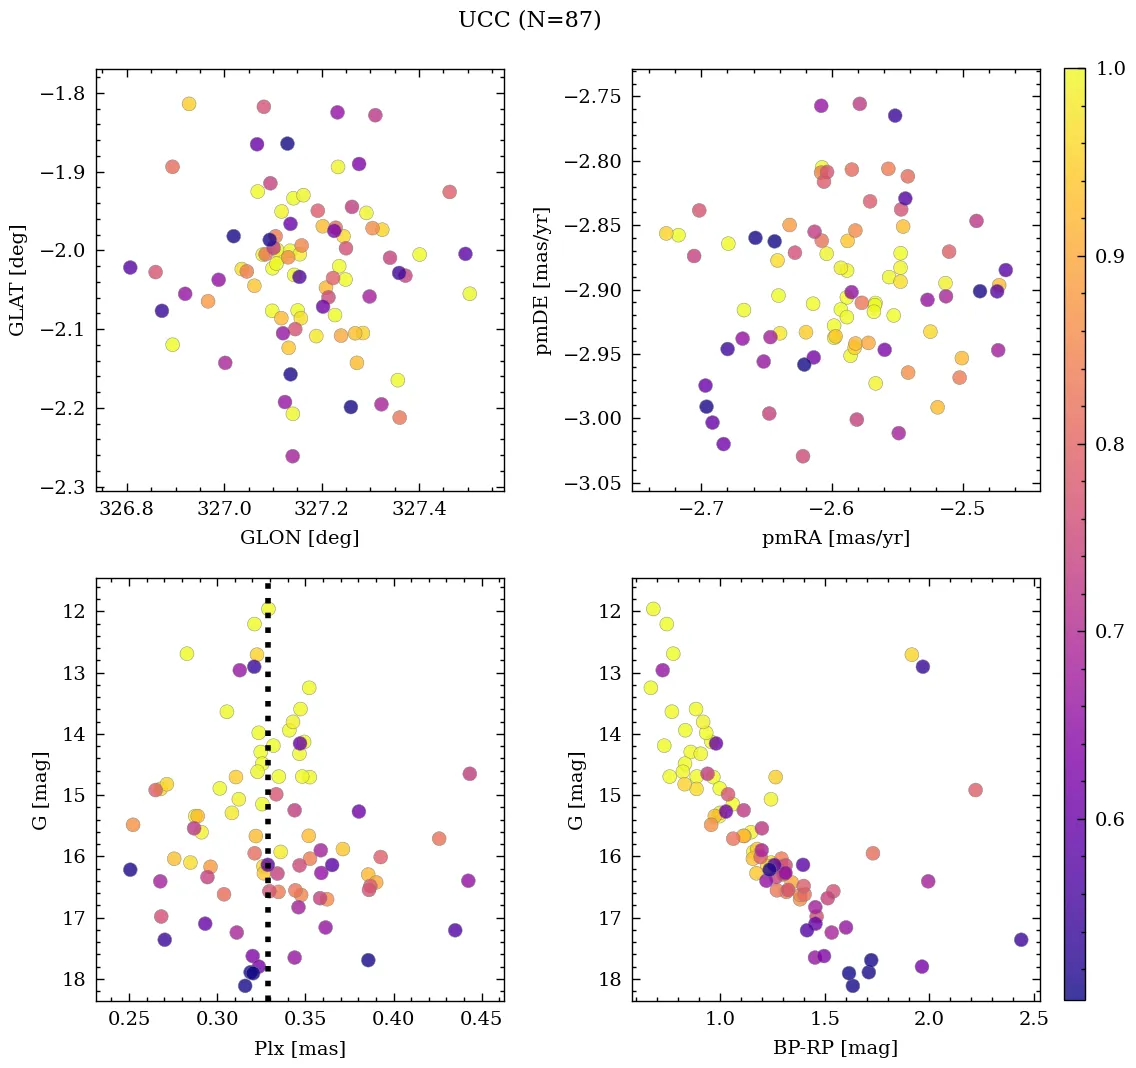 UCC (N=87)
−1.8
−1.9
−2.0
−2.1
−2.2
−2.3
GLAT [deg]
326.8 327.0 327.2 327.4
GLON [deg]
−2.75
−2.80
−2.85
−2.90
−2.95
−3.00
−3.05
pmDE [mas/yr]
−2.7 −2.6 −2.5
pmRA [mas/yr]
12
13
14
15
16
17
18
G [mag]
0.25 0.30 0.35 0.40 0.45
Plx [mas]
12
13
14
15
16
17
18
G [mag]
1.0 1.5 2.0 2.5
BP-RP [mag]
1.0
0.9
0.8
0.7
0.6